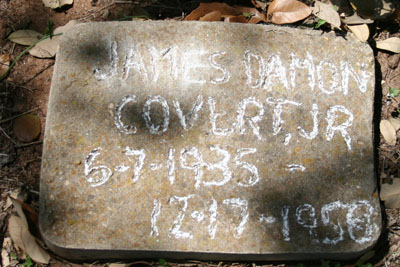 JAMES DAMON
COVERT, JR
6-7-1935 -
12-17-1958